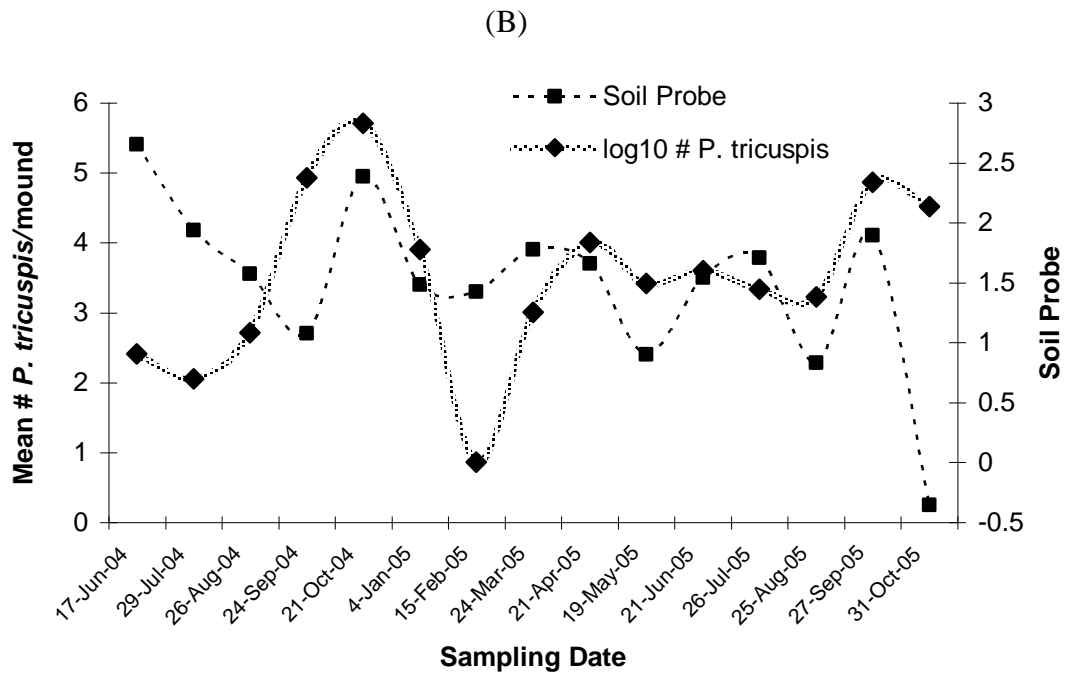 (B)
Soil Probe
log10 # P. tricuspis
Mean # P. tricuspis/mound
6
5
4
3
2
1
0
3
2.5
2
1.5
1
0.5
0
-0.5
Soil Probe
17-Jun-04
29-Jul-04
26-Aug-04
24-Sep-04
21-Oct-04
4-Jan-05
15-Feb-05
24-Mar-05
21-Apr-05
19-May-05
21-Jun-05
26-Jul-05
25-Aug-05
27-Sep-05
31-Oct-05
Sampling Date